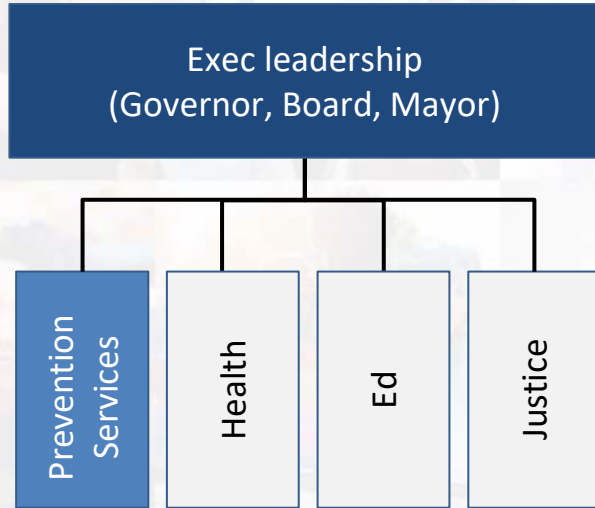 Exec leadership
(Governor, Board, Mayor)
Prevention
Services
Health
Ed
Justice